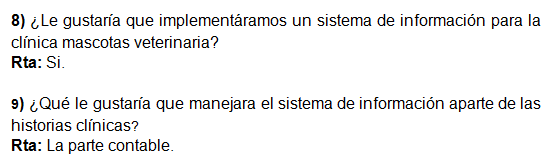 8) ¿Le gustaría que implementáramos un sistema de información para la
clínica mascotas veterinaria?
Rta: Si.
9) ¿Qué le gustaría que manejara el sistema de información aparte de las
historias clínicas?
Rta: La parte contable.